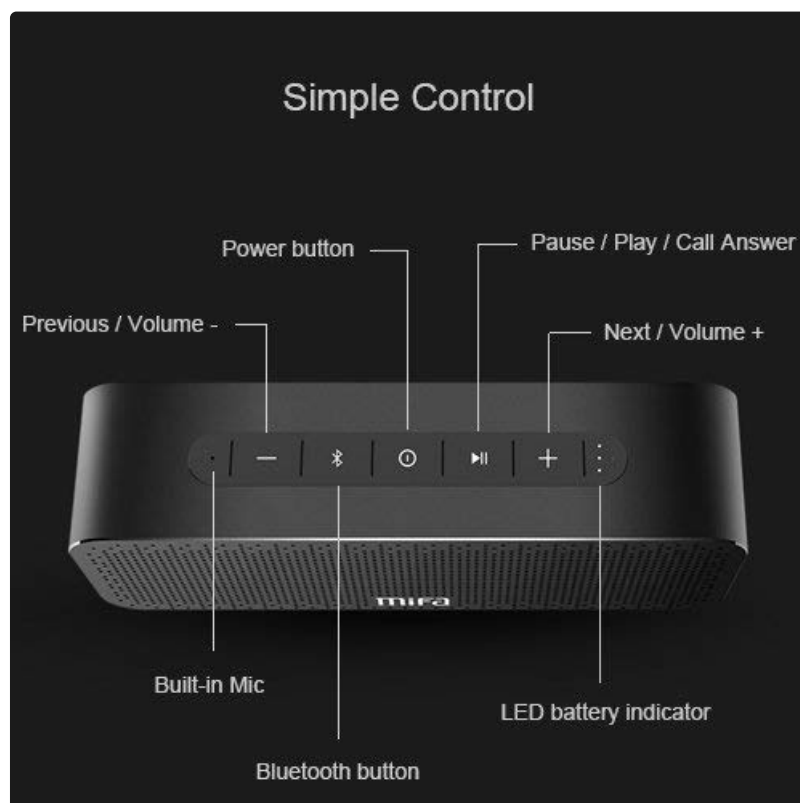 Simple Control
Power button
Pause / Play / Call Answer
Previous / Volume -
Next / Volume +
mifa
Built-in Mic
LED battery indicator
Bluetooth button